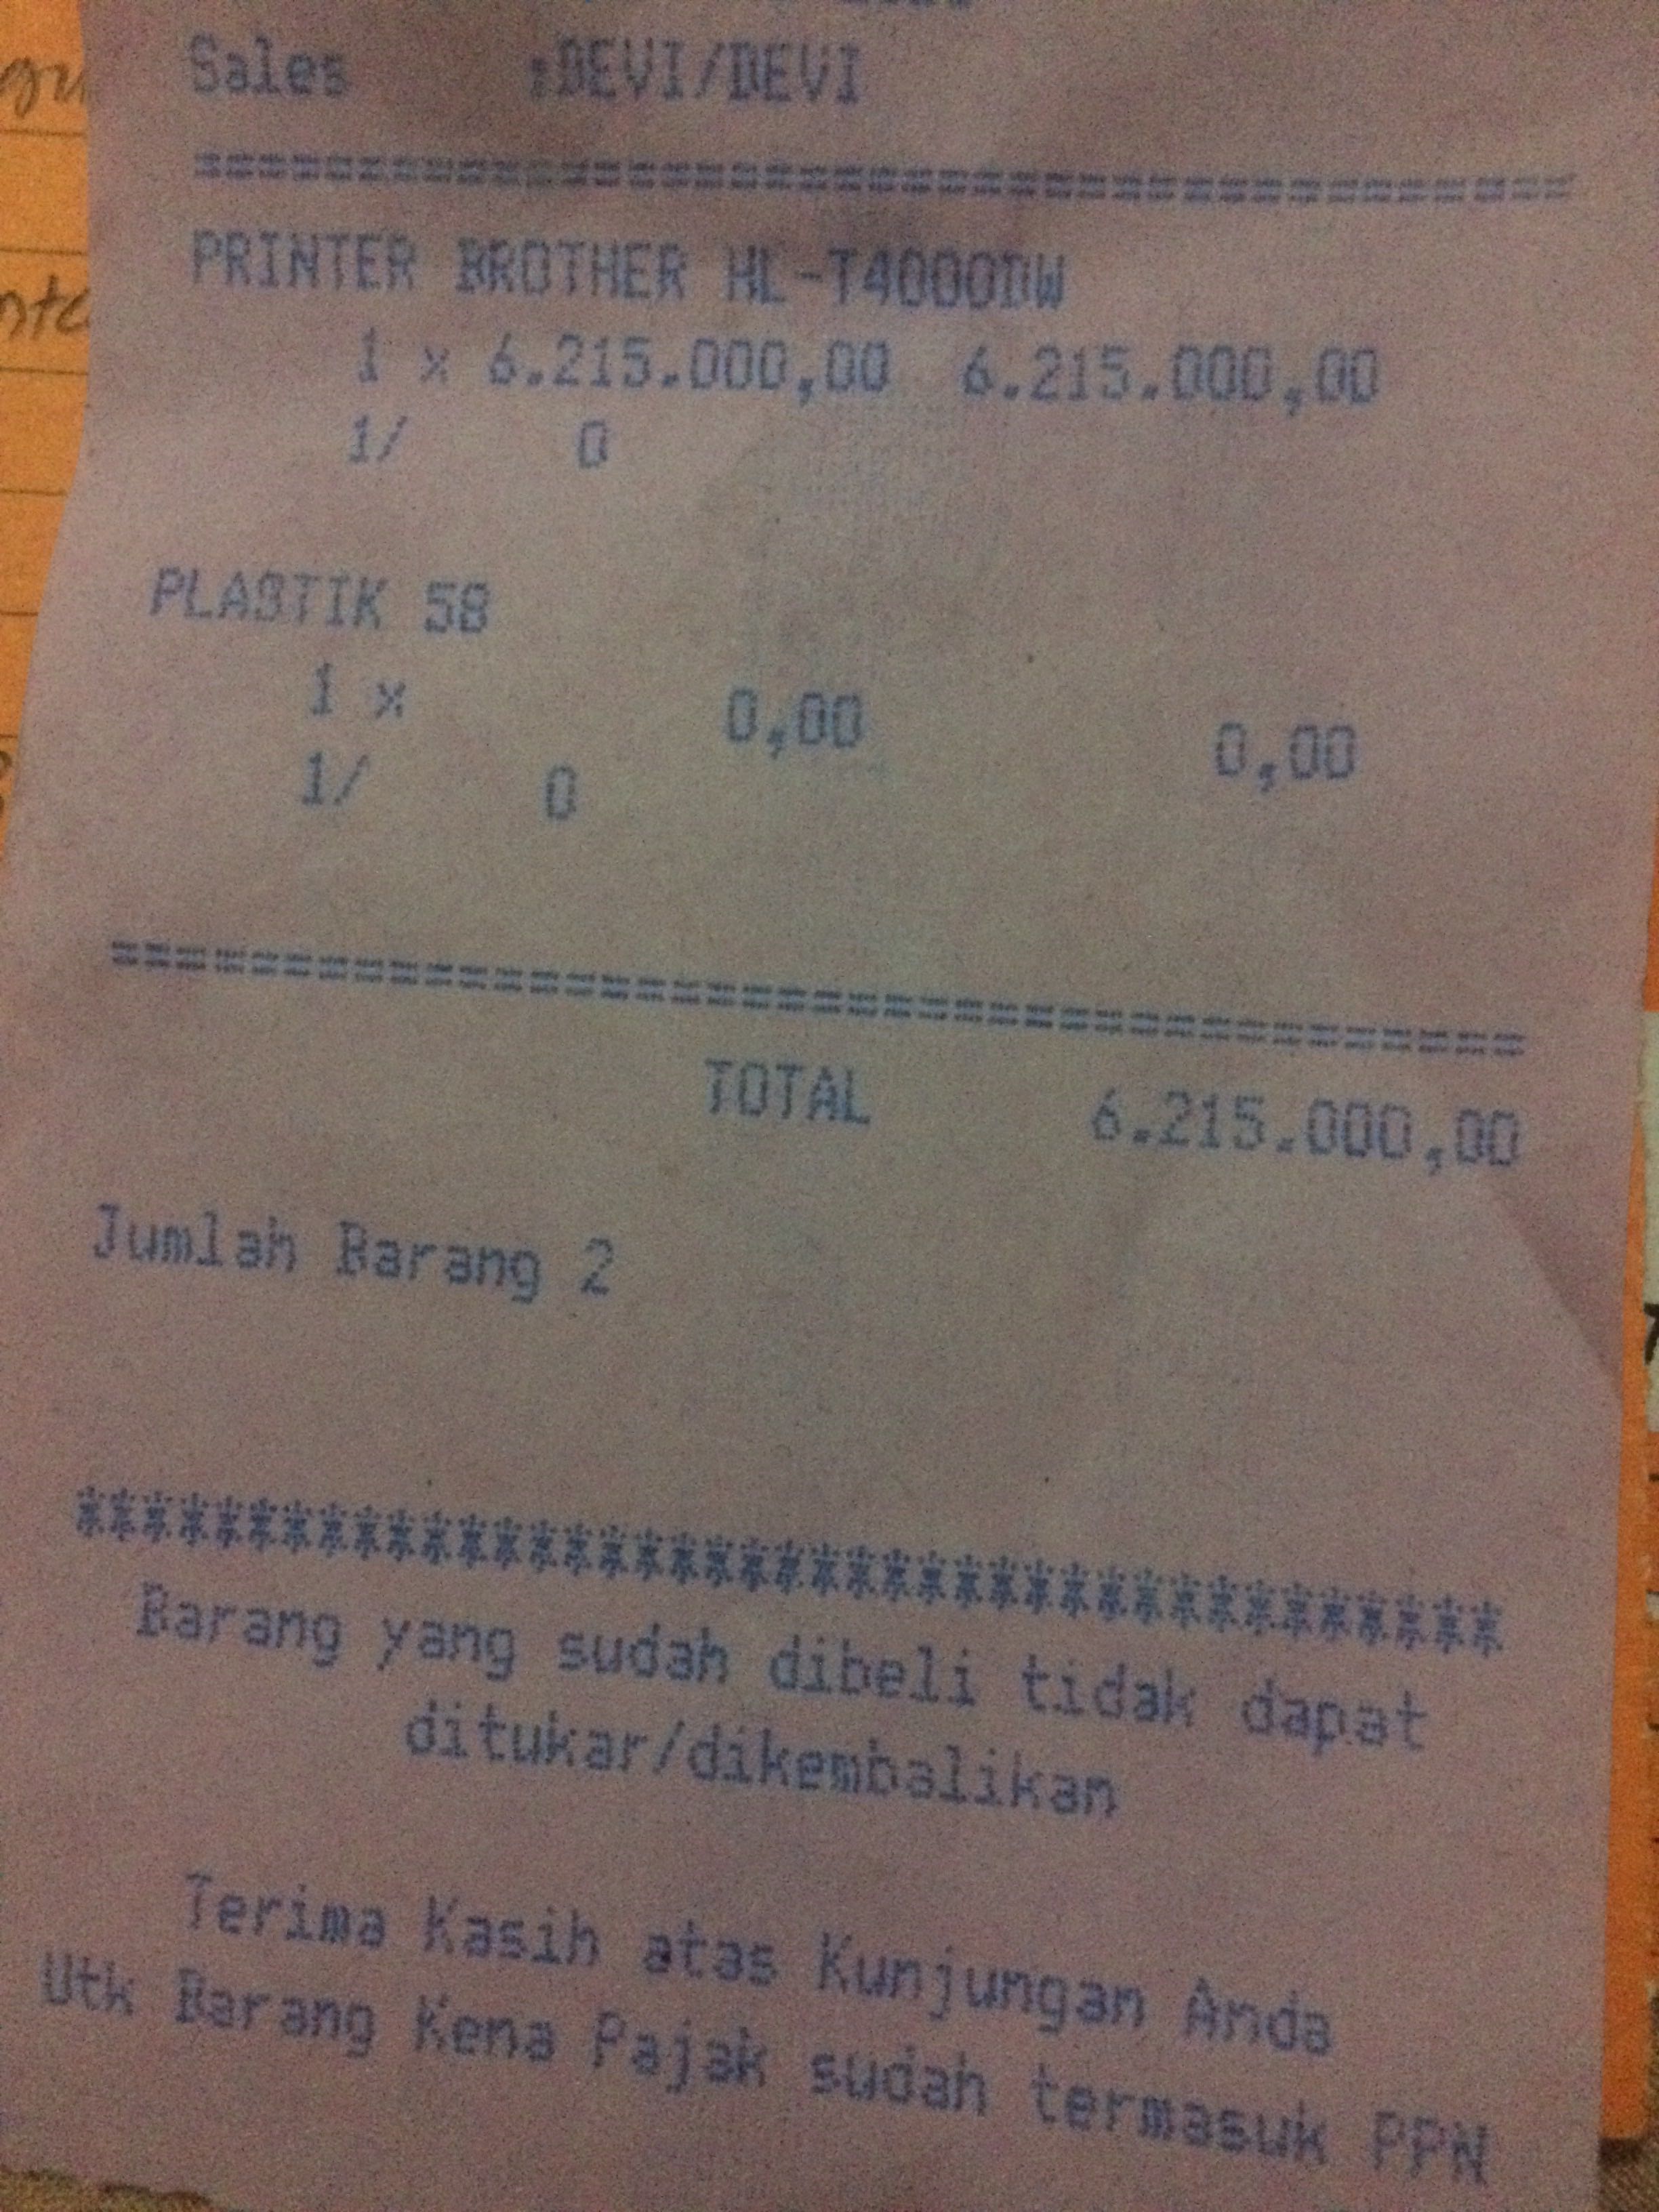 Sales :DEVI/DEVI
========================================
PRINTER BROTHER HL-T4000DW
1 x 6.215.000,00 6.215.000,00
1/ 0
PLASTIK 58
1 x 0,00 0,00
1/ 0
========================================
TOTAL 6.215.000,00
Jumlah Barang 2
****************************************
Barang yang sudah dibeli tidak dapat
ditukar/dikembalikan
Terima Kasih atas Kunjungan Anda
Utk Barang Kena Pajak sudah termasuk PPN